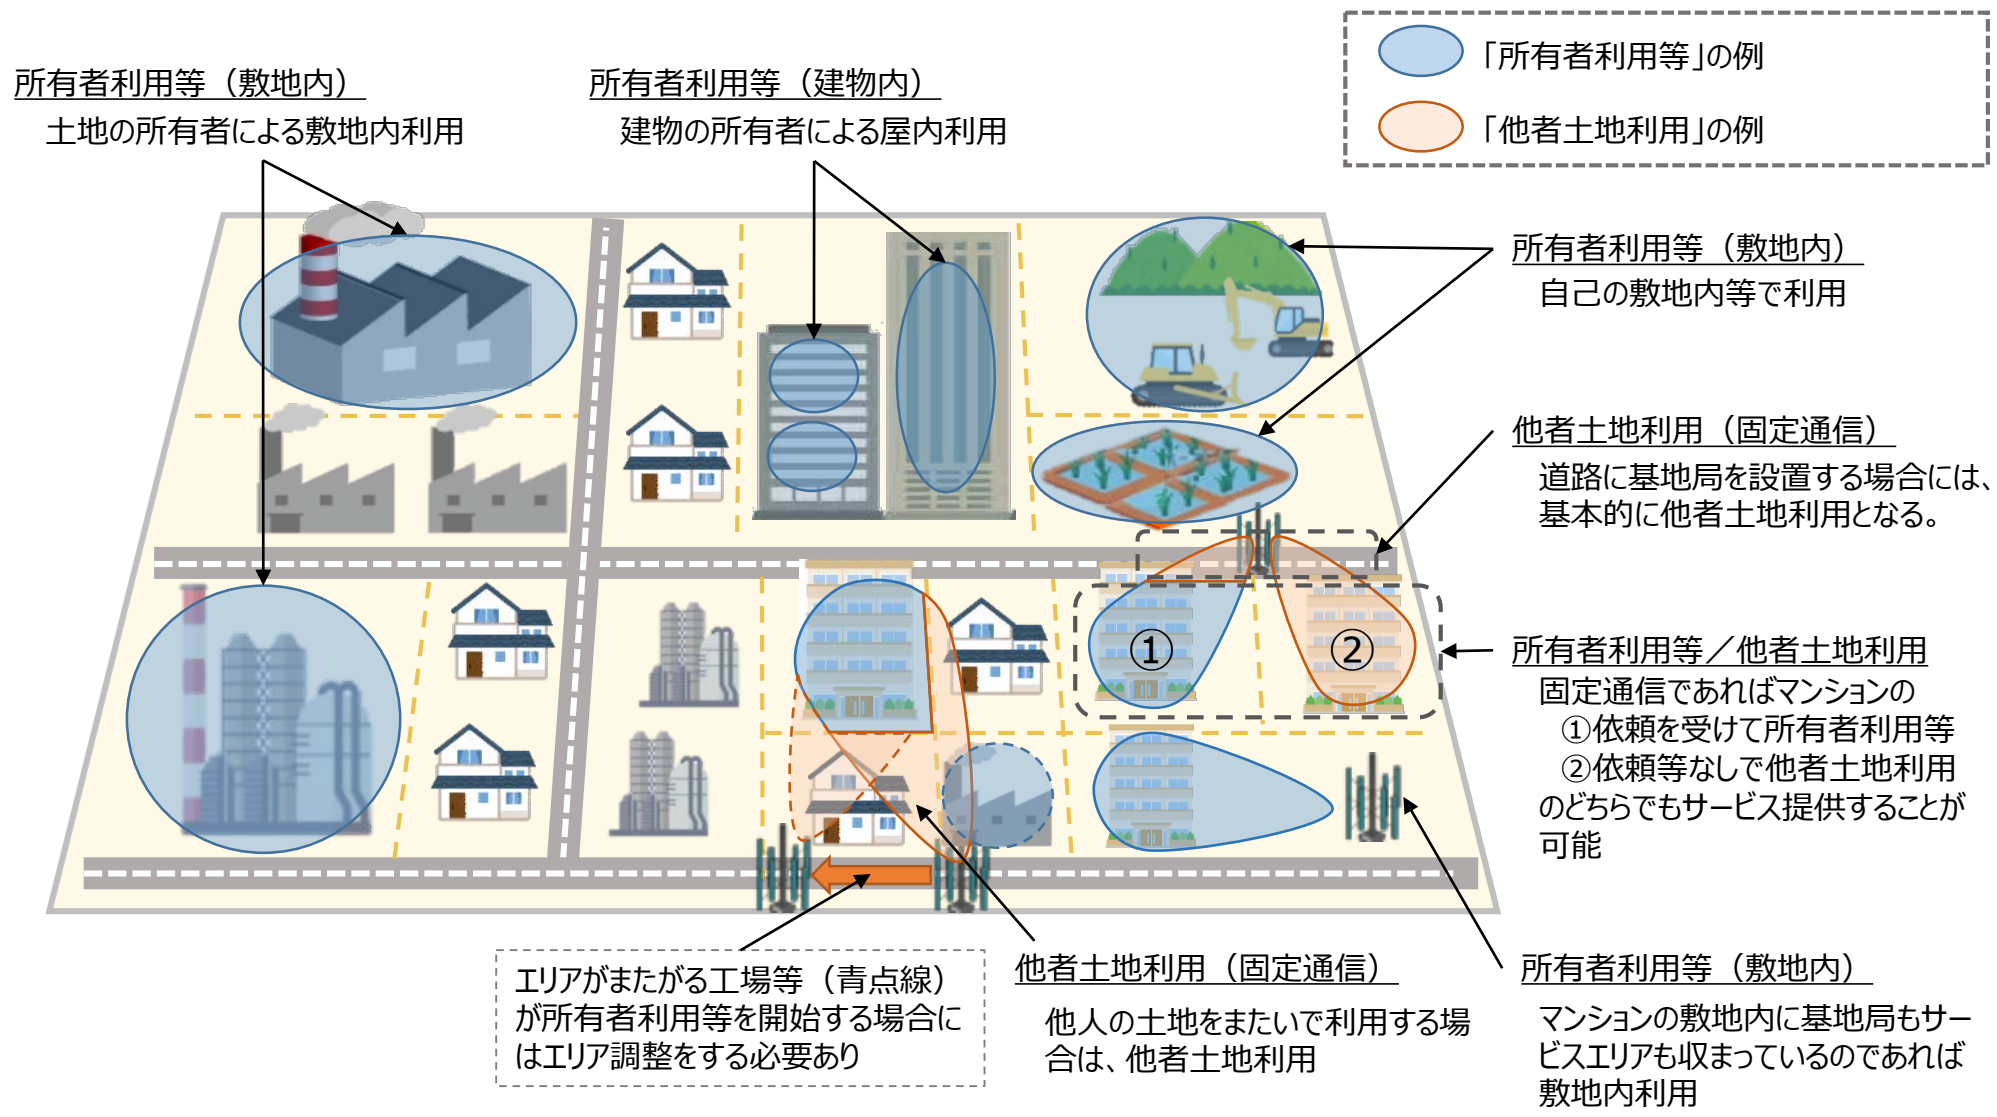 「所有者利用等」の例
「他者土地利用」の例
所有者利用等（敷地内）
土地の所有者による敷地内利用
所有者利用等（建物内）
建物の所有者による屋内利用
所有者利用等（敷地内）
自己の敷地内等で利用
他者土地利用（固定通信）
道路に基地局を設置する場合には、
基本的に他者土地利用となる。
①
②
所有者利用等／他者土地利用
固定通信であればマンションの
①依頼を受けて所有者利用等
②依頼等なしで他者土地利用
のどちらでもサービス提供することが
可能
エリアがまたがる工場等（青点線）
が所有者利用等を開始する場合に
はエリア調整をする必要あり
他者土地利用（固定通信）
他人の土地をまたいで利用する場
合は、他者土地利用
所有者利用等（敷地内）
マンションの敷地内に基地局もサー
ビスエリアも収まっているのであれば
敷地内利用